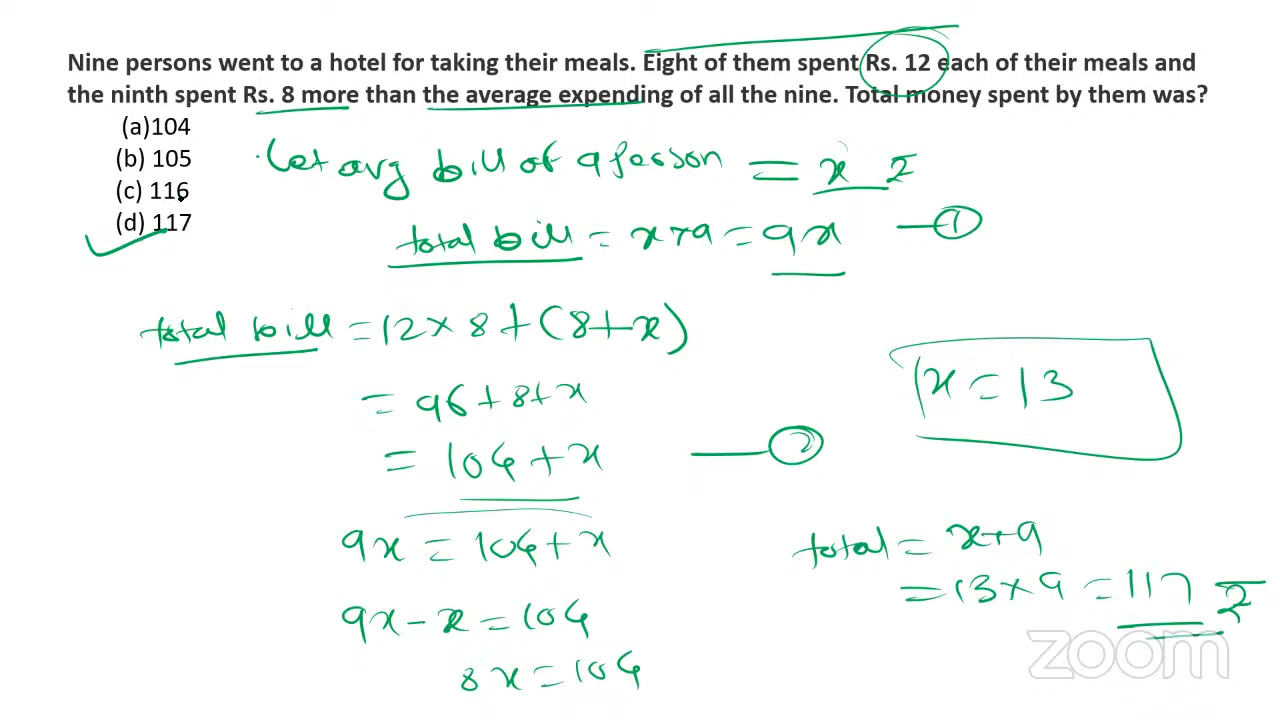 Nine persons went to a hotel for taking their meals. Eight of them spent Rs. 12 each of their meals and
the ninth spent Rs. 8 more than the average expending of all the nine. Total money spent by them was?
(a)104
(b) 105
(c) 116
(d) 117
Let avg bill of a person = x ₹
total bill = x×9 = 9x — ①
total bill = 12 × 8 + (8+x)
= 96 + 8 + x
= 104 + x — ②
9x = 104 + x
9x - x = 104
8x = 104
x = 13
total = x×9
= 13 × 9 = 117 ₹
zoom